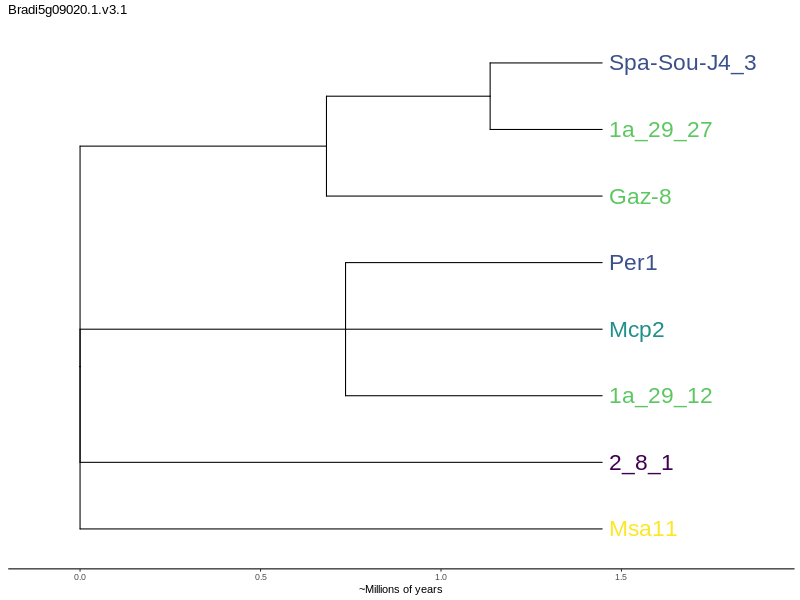 Bradi5g09020.1.v3.1
Spa-Sou-J4_3
1a_29_27
Gaz-8
Per1
Mcp2
1a_29_12
2_8_1
Msa11
0.0 0.5 1.0 1.5
~Millions of years